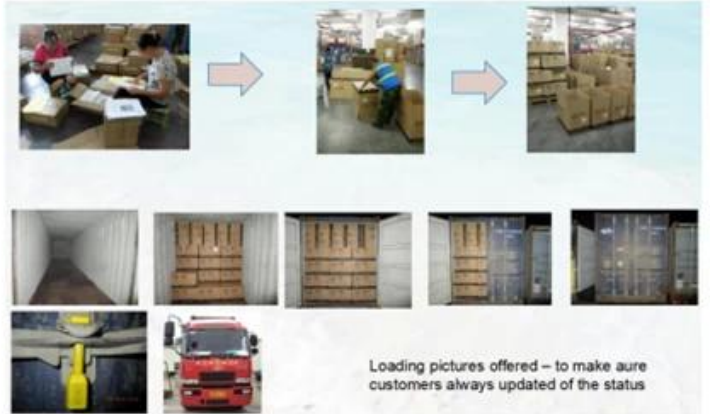 Loading pictures offered – to make aure
customers always updated of the status